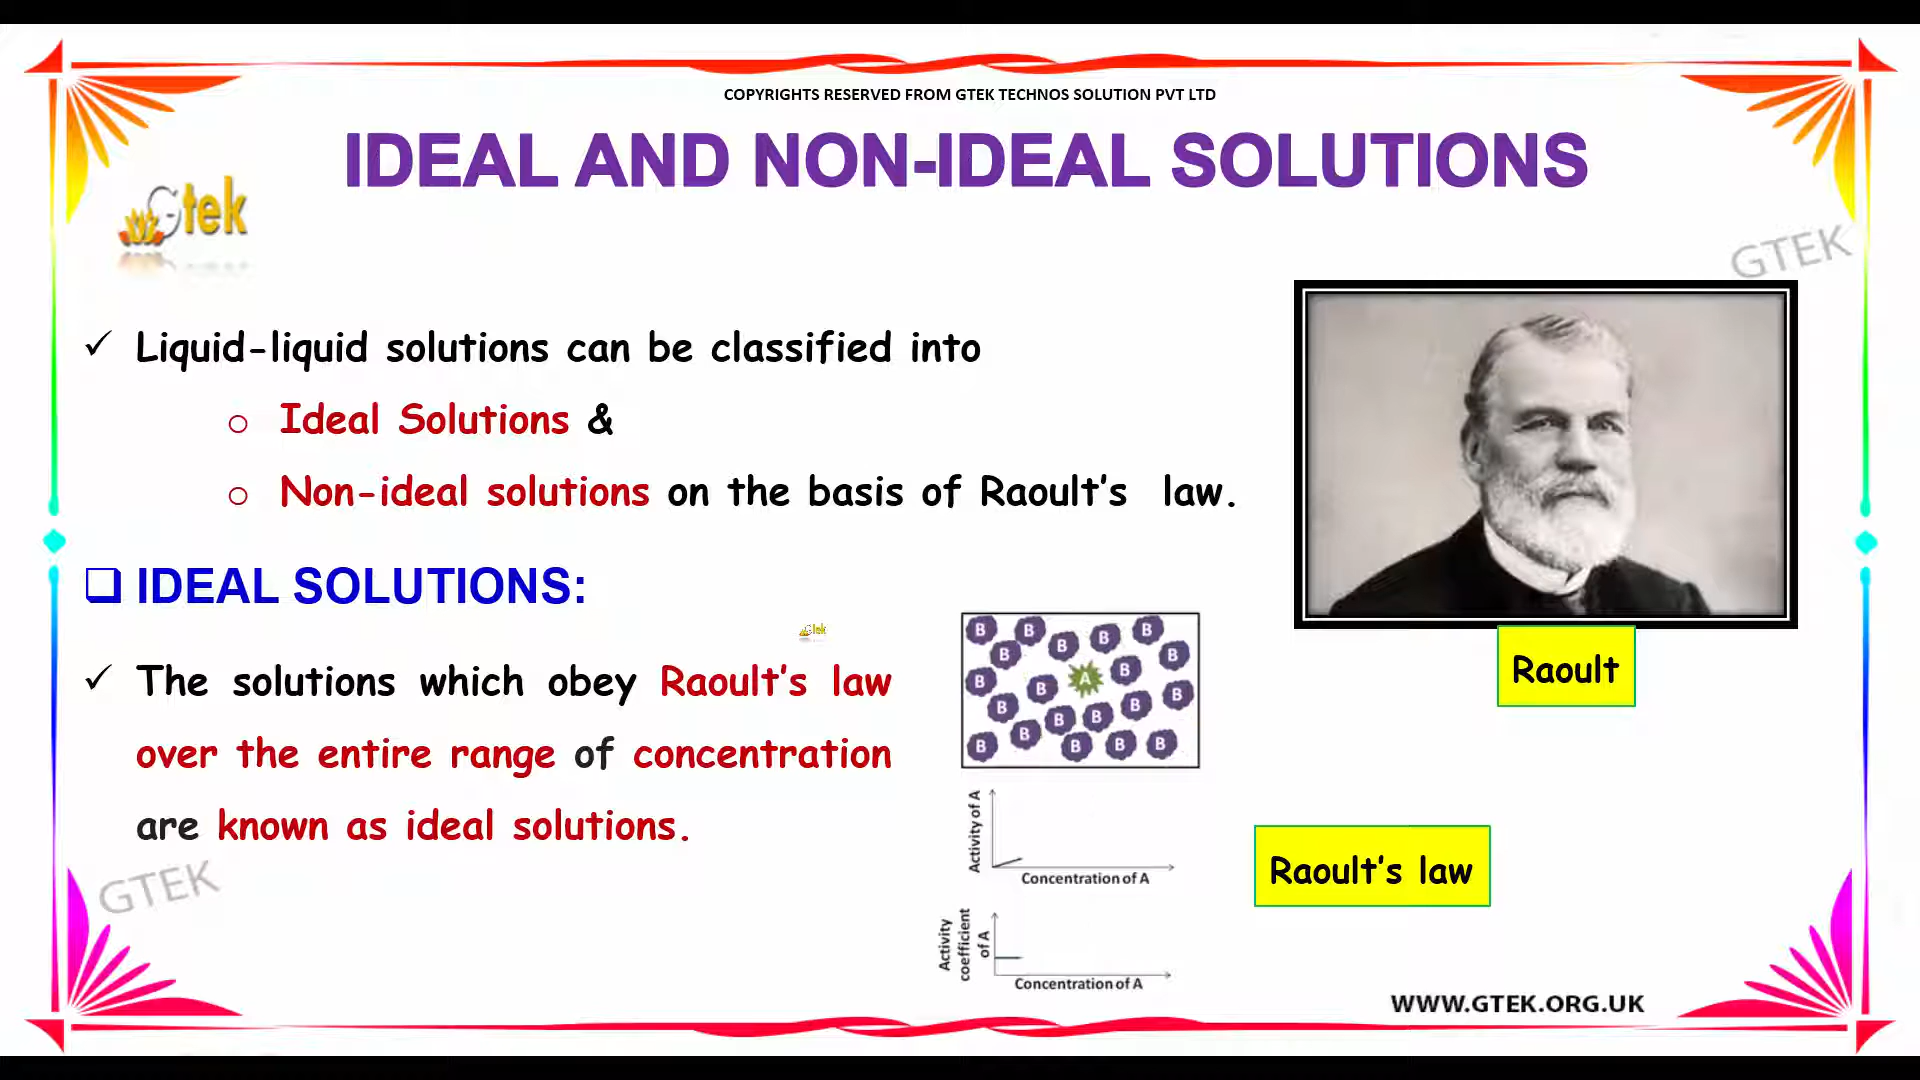 COPYRIGHTS RESERVED FROM GTEK TECHNOS SOLUTION PVT LTD
IDEAL AND NON-IDEAL SOLUTIONS
Gtek
GTEK
✓ Liquid-liquid solutions can be classified into
o Ideal Solutions &
o Non-ideal solutions on the basis of Raoult's law.
❑ IDEAL SOLUTIONS:
Gtek
✓ The solutions which obey Raoult's law
over the entire range of concentration
are known as ideal solutions.
B B B B B
B B B
B A B
B B
B B B B B
B B B B
Raoult
Activity of A
Concentration of A
Raoult's law
Activity
coefficient
of A
Concentration of A
GTEK
WWW.GTEK.ORG.UK